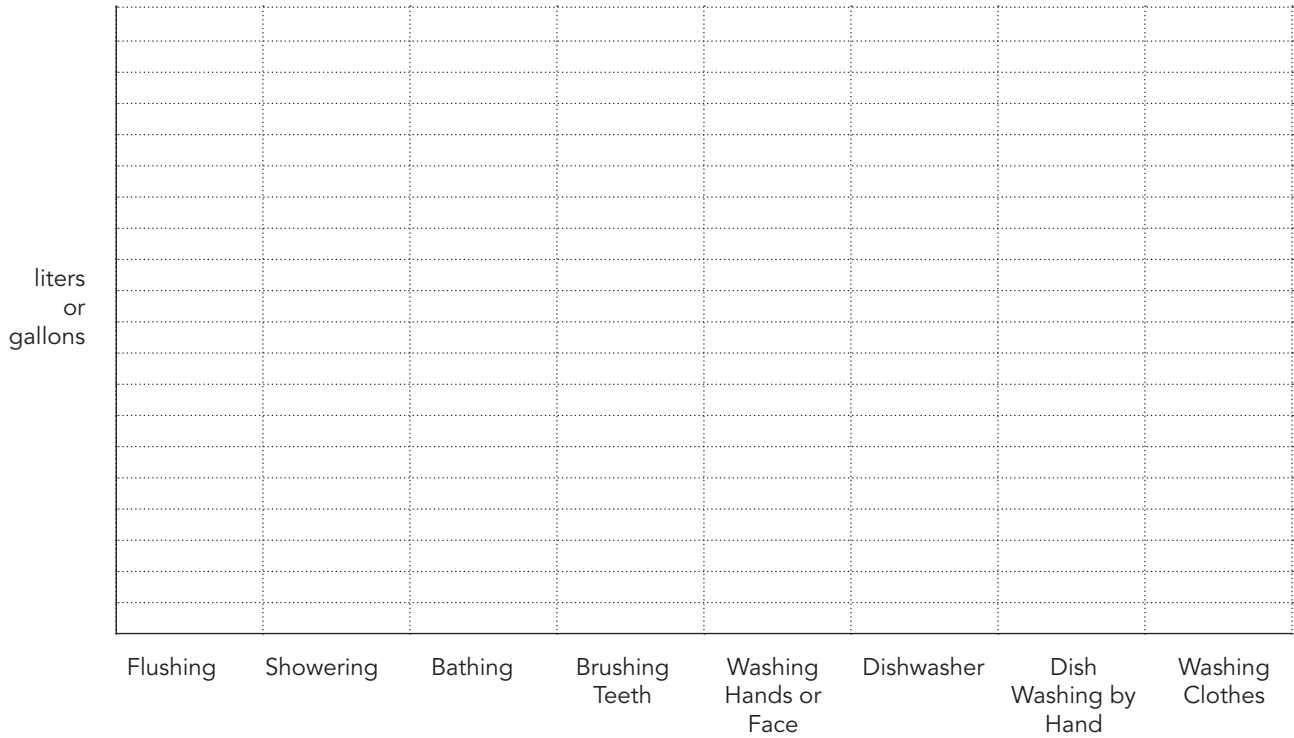 liters
or
gallons
Flushing
Showering
Bathing
Brushing
Teeth
Washing
Hands or
Face
Dishwasher
Dish
Washing by
Hand
Washing
Clothes